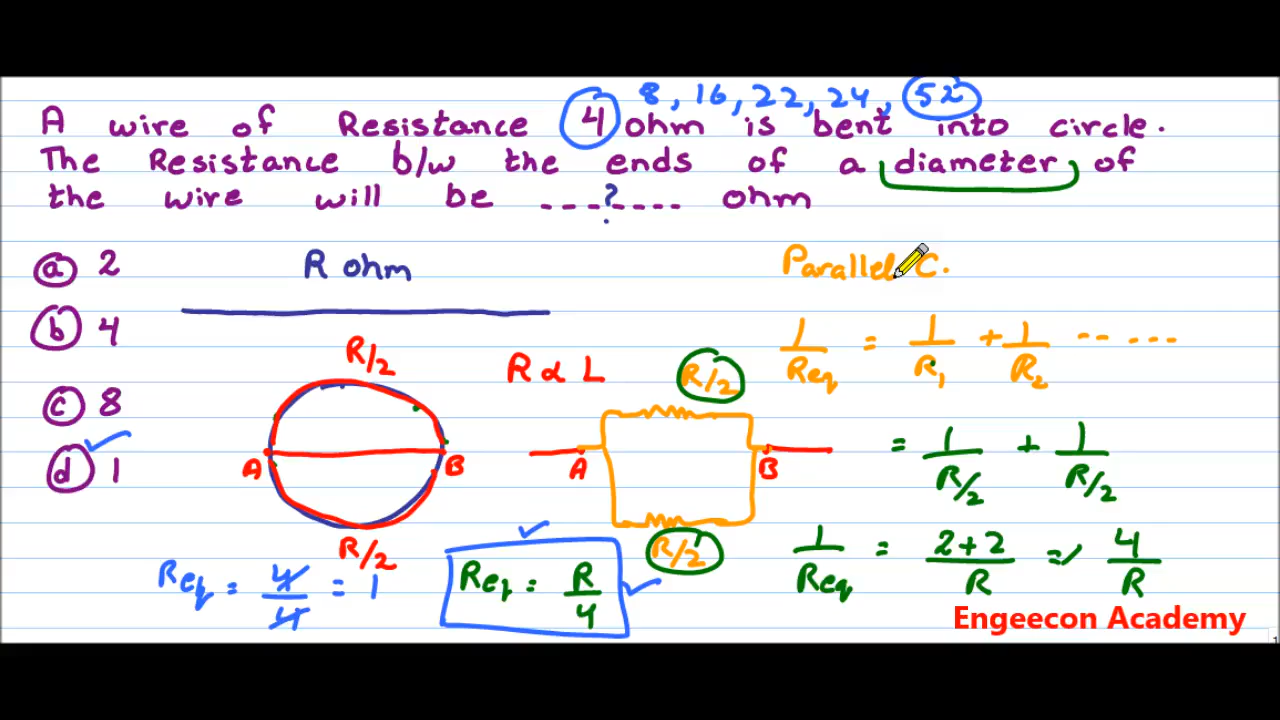 8, 16, 22, 24, 52
A wire of Resistance 4 ohm is bent into circle.
The Resistance b/w the ends of a diameter of
the wire will be ---?---- ohm
a 2
R ohm
Parallel C.
b 4
1/Req = 1/R1 + 1/R2 -- ----
R/2
R ∝ L
R/2
c 8
= 1/R/2 + 1/R/2
d 1
A
B
A
B
R/2
R/2
1/Req = 2+2/R => 4/R
Req = 4/4 = 1
Req = R/4
Engeecon Academy
1